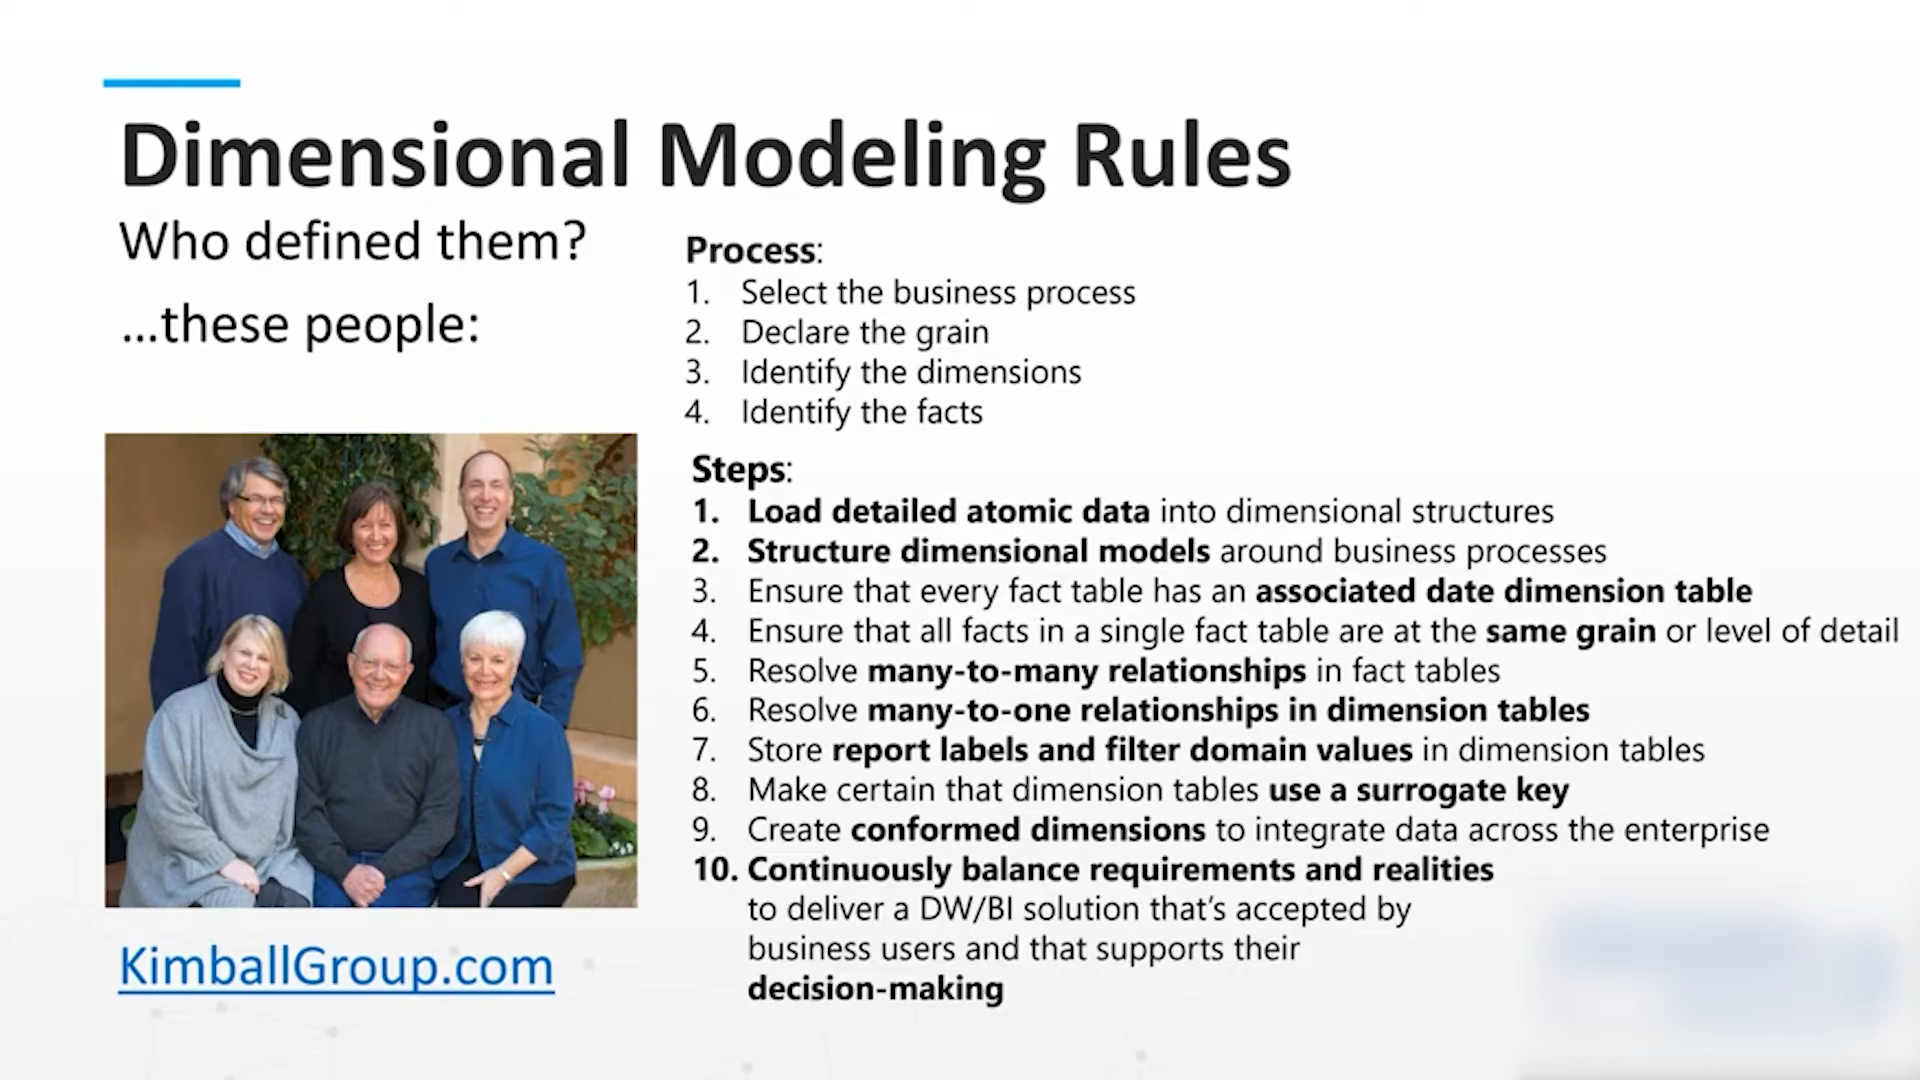 Dimensional Modeling Rules
Who defined them?
...these people:
KimballGroup.com
Process:
1. Select the business process
2. Declare the grain
3. Identify the dimensions
4. Identify the facts
Steps:
1. Load detailed atomic data into dimensional structures
2. Structure dimensional models around business processes
3. Ensure that every fact table has an associated date dimension table
4. Ensure that all facts in a single fact table are at the same grain or level of detail
5. Resolve many-to-many relationships in fact tables
6. Resolve many-to-one relationships in dimension tables
7. Store report labels and filter domain values in dimension tables
8. Make certain that dimension tables use a surrogate key
9. Create conformed dimensions to integrate data across the enterprise
10. Continuously balance requirements and realities
to deliver a DW/BI solution that's accepted by
business users and that supports their
decision-making